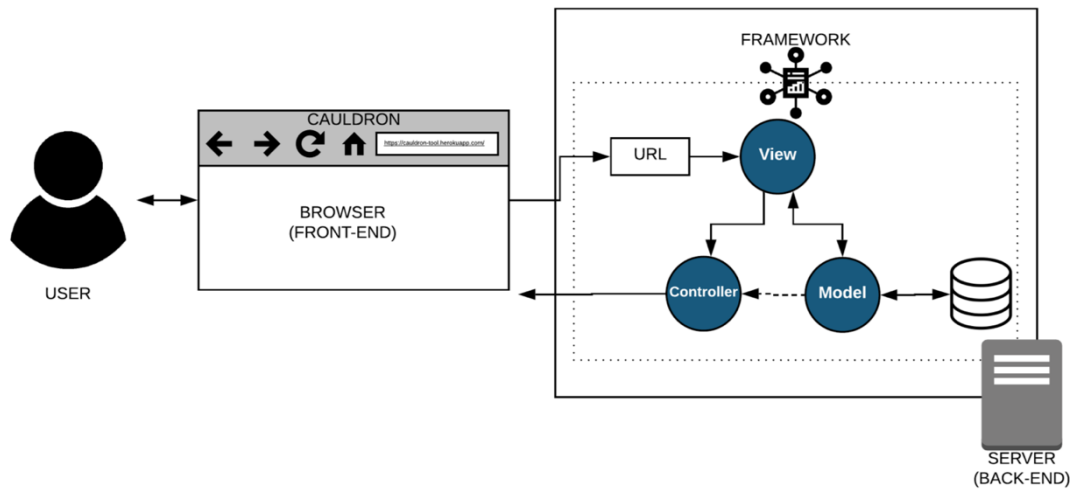 FRAMEWORK
CAULDRON
https://cauldron-tool.herokuapp.com/
URL
View
BROWSER
(FRONT-END)
USER
Controller
Model
SERVER
(BACK-END)